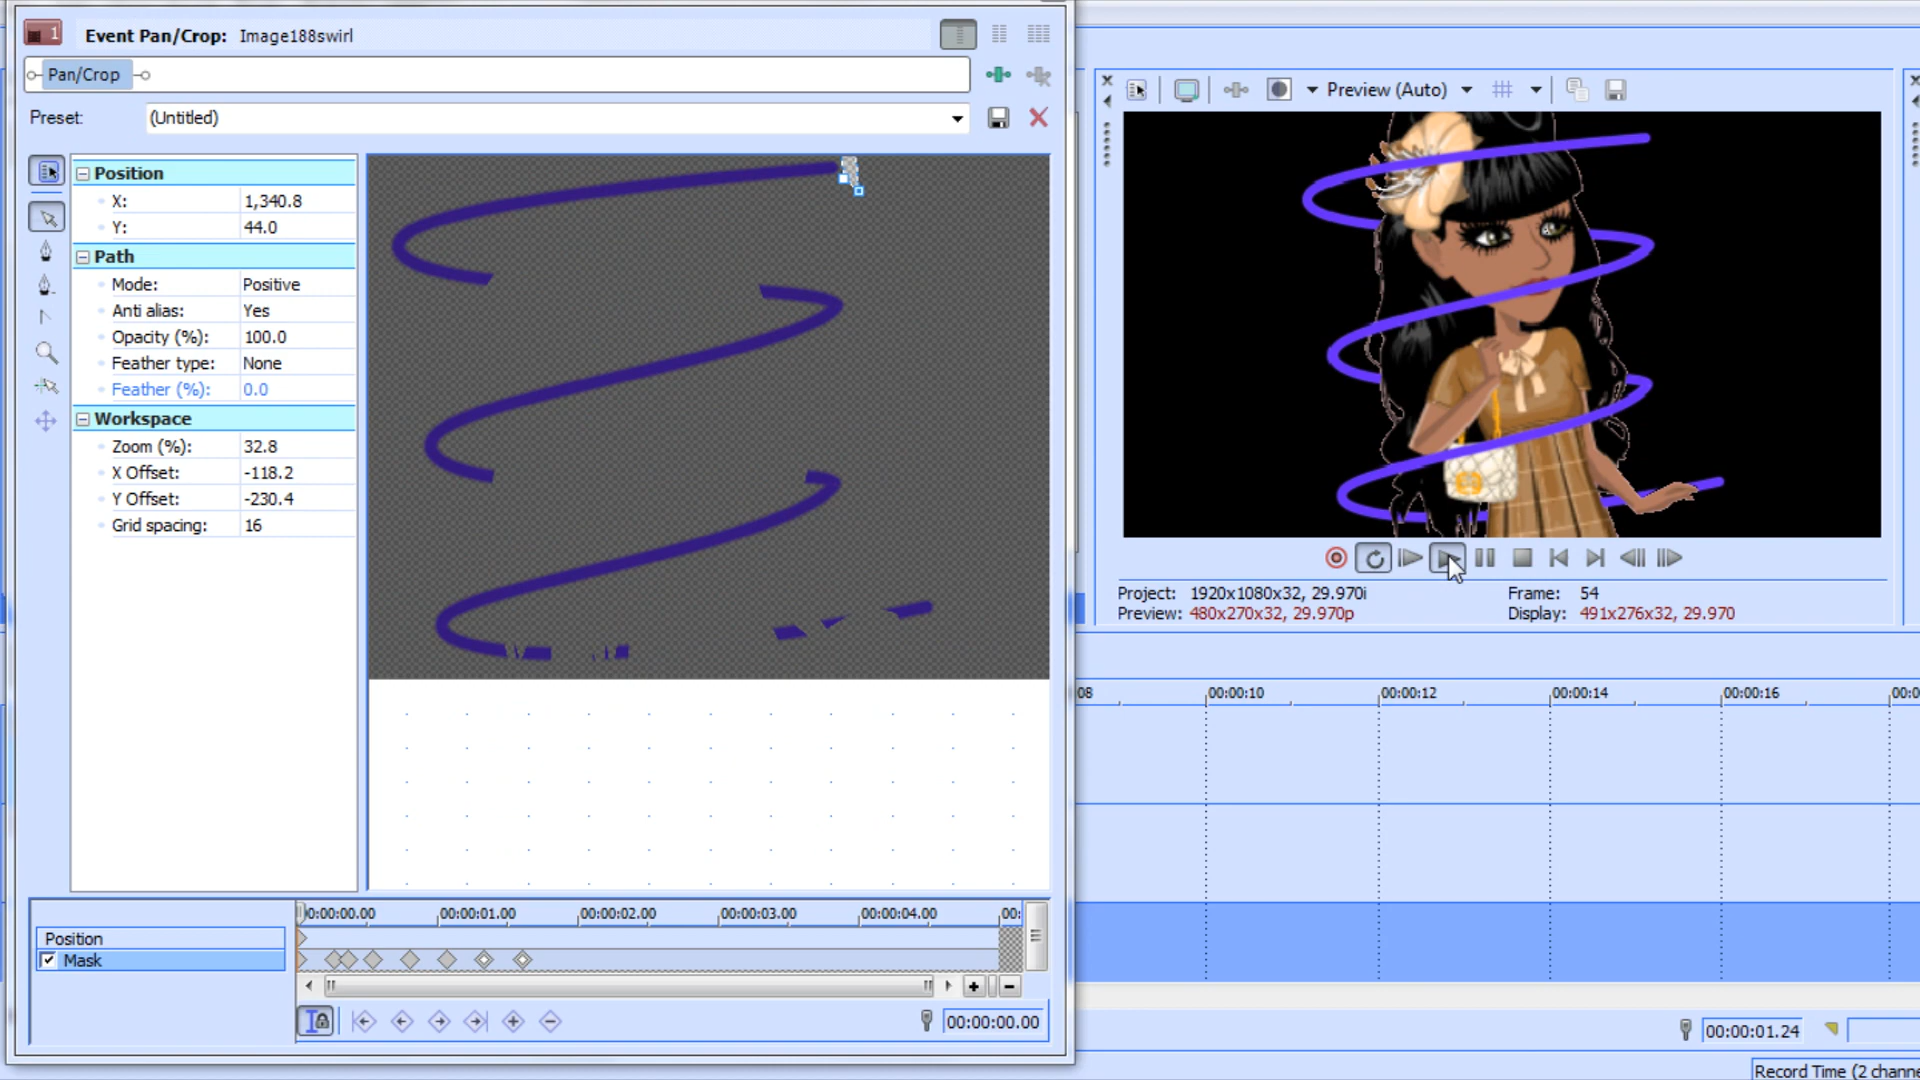 1 Event Pan/Crop: Image188swirl
Pan/Crop
Preset: (Untitled)
Position
X: 1,340.8
Y: 44.0
Path
Mode: Positive
Anti alias: Yes
Opacity (%): 100.0
Feather type: None
Feather (%): 0.0
Workspace
Zoom (%): 32.8
X Offset: -118.2
Y Offset: -230.4
Grid spacing: 16
00:00:00.00 00:00:01.00 00:00:02.00 00:00:03.00 00:00:04.00 00:
Position
Mask
00:00:00.00
Preview (Auto)
Project: 1920x1080x32, 29.970i Frame: 54
Preview: 480x270x32, 29.970p Display: 491x276x32, 29.970
08 00:00:10 00:00:12 00:00:14 00:00:16 00:0
00:00:01.24
Record Time (2 channe